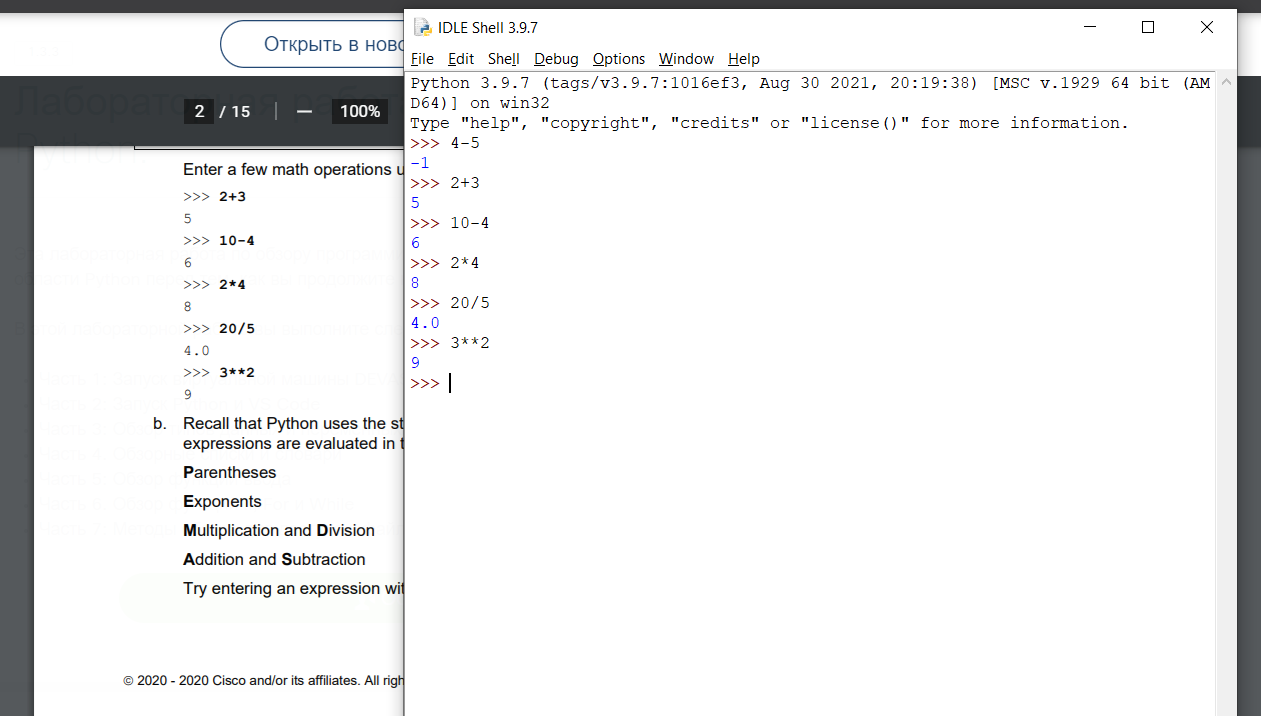 Открыть в ново
2 / 15
100%
Enter a few math operations u
>>> 2+3
5
>>> 10-4
6
>>> 2*4
8
>>> 20/5
4.0
>>> 3**2
9
b. Recall that Python uses the st
expressions are evaluated in t
Parentheses
Exponents
Multiplication and Division
Addition and Subtraction
Try entering an expression wit
© 2020 - 2020 Cisco and/or its affiliates. All righ
IDLE Shell 3.9.7
File Edit Shell Debug Options Window Help
Python 3.9.7 (tags/v3.9.7:1016ef3, Aug 30 2021, 20:19:38) [MSC v.1929 64 bit (AM
D64)] on win32
Type "help", "copyright", "credits" or "license()" for more information.
>>> 4-5
-1
>>> 2+3
5
>>> 10-4
6
>>> 2*4
8
>>> 20/5
4.0
>>> 3**2
9
>>>